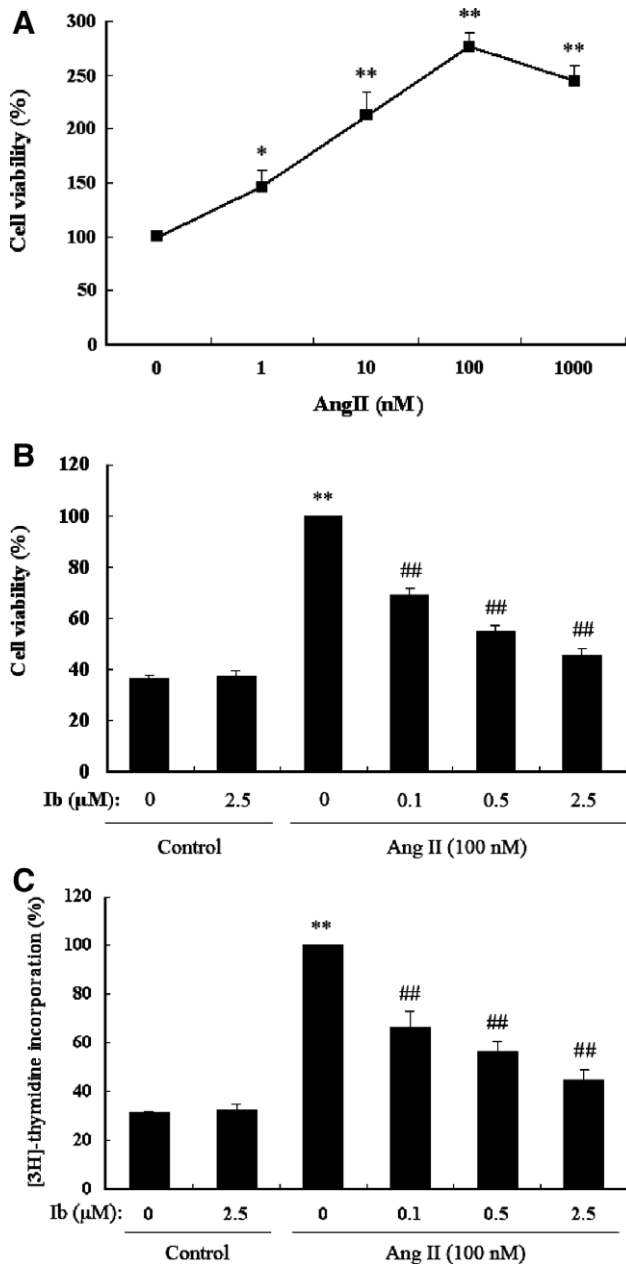 A
Cell viability (%)
300
250
200
150
100
50
0
*
**
**
**
0 1 10 100 1000
AngII (nM)
B
Cell viability (%)
120
100
80
60
40
20
0
**
##
##
##
Ib (μM): 0 2.5 0 0.1 0.5 2.5
Control Ang II (100 nM)
C
[3H]-thymidine incorporation (%)
120
100
80
60
40
20
0
**
##
##
##
Ib (μM): 0 2.5 0 0.1 0.5 2.5
Control Ang II (100 nM)